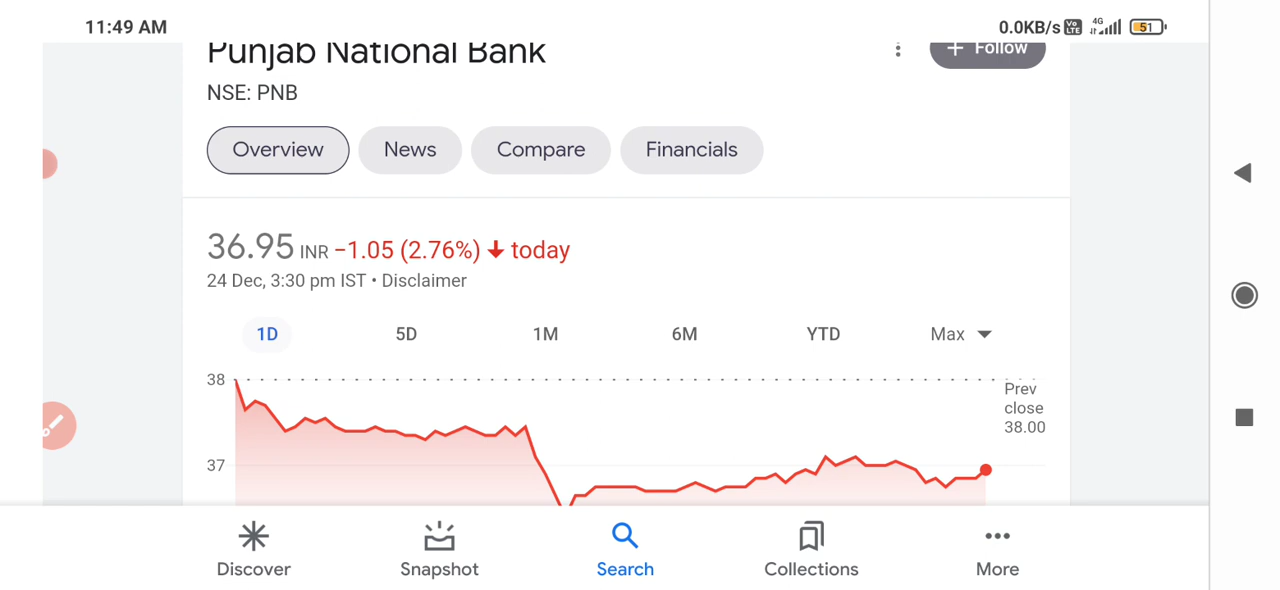 11:49 AM
0.0KB/s Vo LTE 4G 51
Punjab National Bank
+ Follow
NSE: PNB
Overview News Compare Financials
36.95 INR −1.05 (2.76%) ↓ today
24 Dec, 3:30 pm IST • Disclaimer
1D 5D 1M 6M YTD Max
38
Prev
close
38.00
37
Discover Snapshot Search Collections More